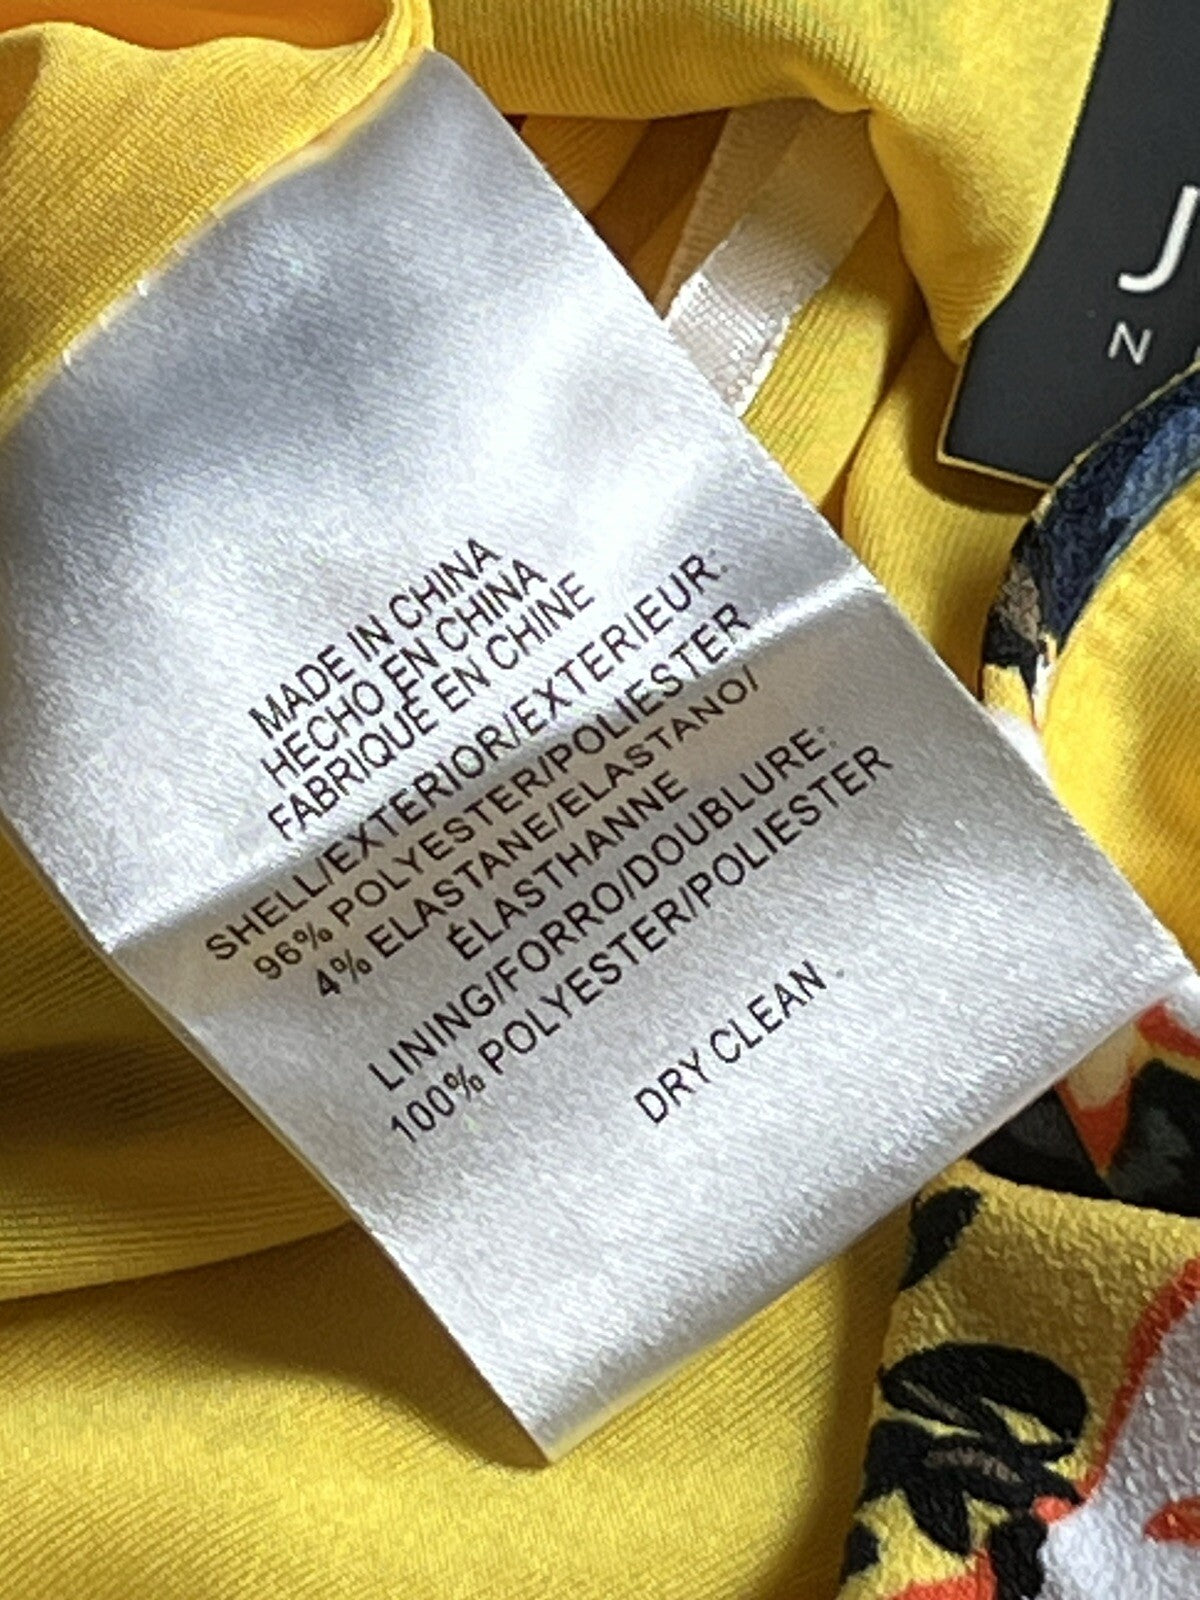 MADE IN CHINA
HECHO EN CHINA
FABRIQUÉ EN CHINE
SHELL/EXTERIOR/EXTERIEUR:
96% POLYESTER/POLIESTER
4% ELASTANE/ELASTANO/
ÉLASTHANNE
LINING/FORRO/DOUBLURE:
100% POLYESTER/POLIESTER
DRY CLEAN
J
N